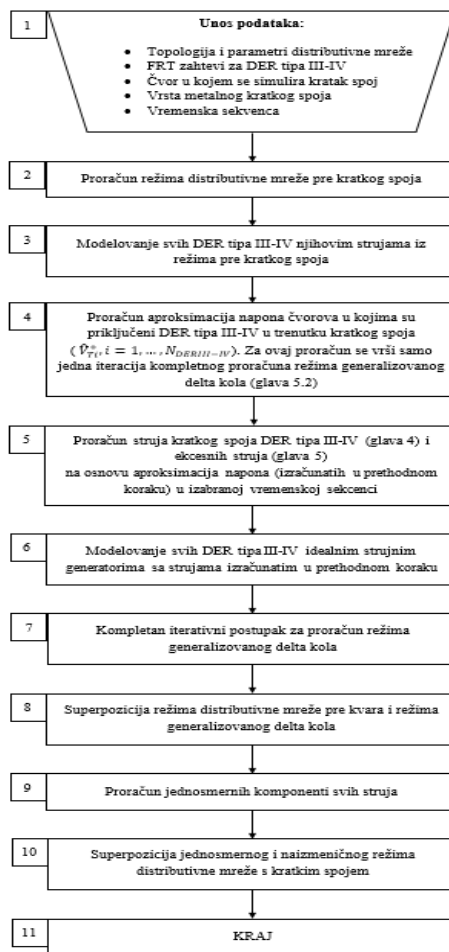 1
Unos podataka:
• Topologija i parametri distributivne mreže
• FRT zahtevi za DER tipa III-IV
• Čvor u kojem se simulira kratak spoj
• Vrsta metalnog kratkog spoja
• Vremenska sekvenca
2
Proračun režima distributivne mreže pre kratkog spoja
3
Modelovanje svih DER tipa III-IV njihovim strujama iz
režima pre kratkog spoja
4
Proračun aproksimacija napona čvorova u kojima su
priključeni DER tipa III-IV u trenutku kratkog spoja
i = 1, ..., N_{DERIII-IV}). Za ovaj proračun se vrši samo
jedna iteracija kompletnog proračuna režima generalizovanog
delta kola (glava 5.2)
5
Proračun struja kratkog spoja DER tipa III-IV (glava 4) i
ekcesnih struja (glava 5)
na osnovu aproksimacija napona (izračunatih u prethodnom
koraku) u izabranoj vremenskoj sekcenci
6
Modelovanje svih DER tipa III-IV idealnim strujnim
generatorima sa strujama izračunatim u prethodnom koraku
7
Kompletan iterativni postupak za proračun režima
generalizovanog delta kola
8
Superpozicija režima distributivne mreže pre kvara i režima
generalizovanog delta kola
9
Proračun jednosmernih komponenti svih struja
10
Superpozicija jednosmernog i naizmeničnog režima
distributivne mreže s kratkim spojem
11
KRAJ